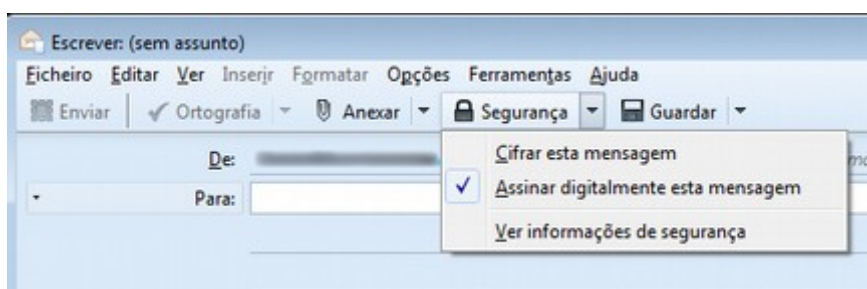 Escrever: (sem assunto)
Ficheiro Editar Ver Inserir Formatar Opções Ferramentas Ajuda
Enviar Ortografia Anexar Segurança Guardar
De:
Cifrar esta mensagem
Para:
Assinar digitalmente esta mensagem
Ver informações de segurança